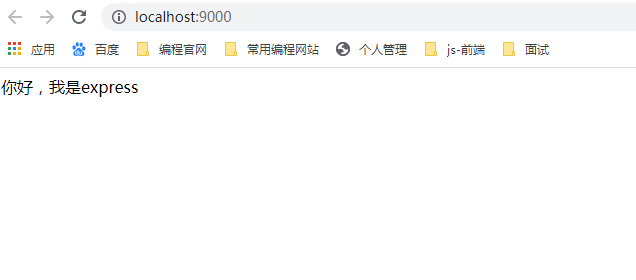 localhost:9000
应用 百度 编程官网 常用编程网站 个人管理 js-前端 面试
你好，我是express